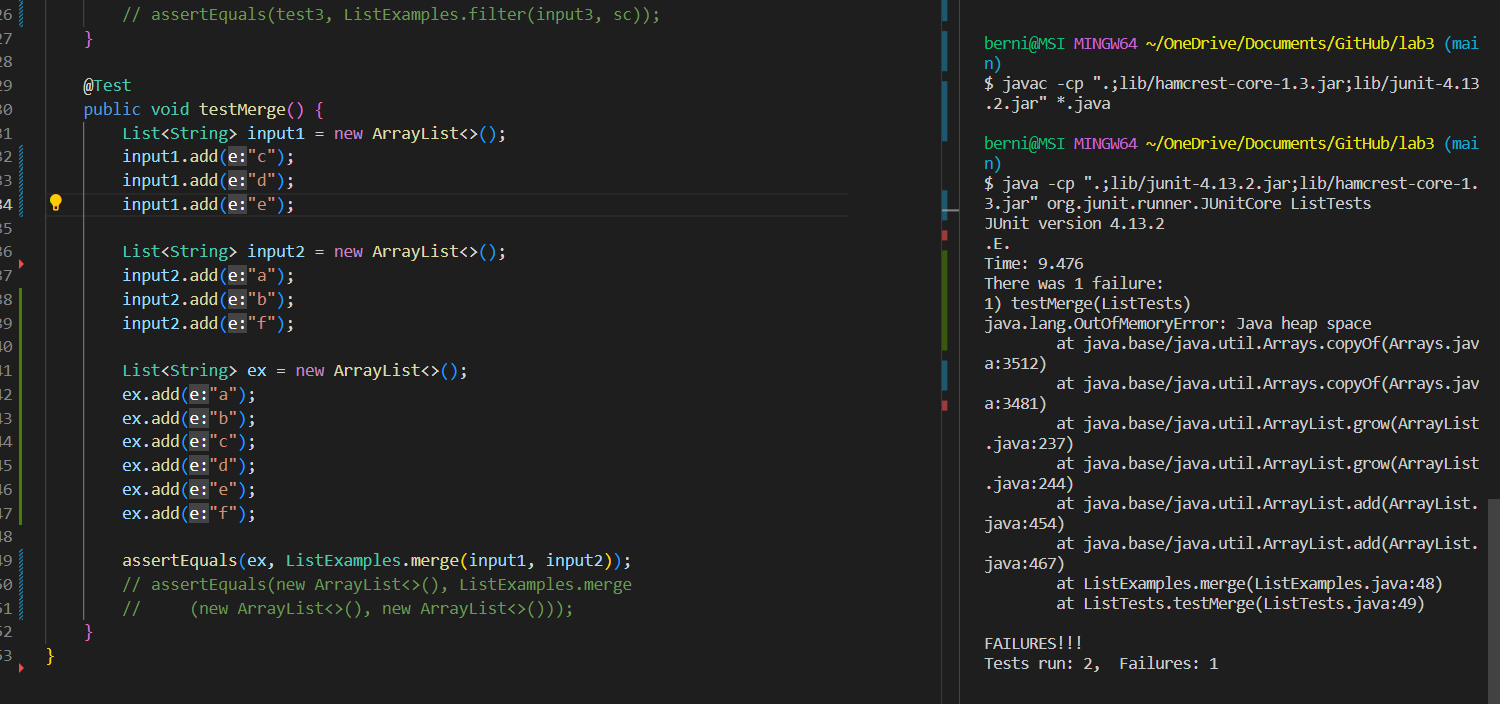 26 // assertEquals(test3, ListExamples.filter(input3, sc));
27 }
28
29 @Test
30 public void testMerge() {
31 List<String> input1 = new ArrayList<>();
32 input1.add(e:"c");
33 input1.add(e:"d");
34 input1.add(e:"e");
35
36 List<String> input2 = new ArrayList<>();
37 input2.add(e:"a");
38 input2.add(e:"b");
39 input2.add(e:"f");
40
41 List<String> ex = new ArrayList<>();
42 ex.add(e:"a");
43 ex.add(e:"b");
44 ex.add(e:"c");
45 ex.add(e:"d");
46 ex.add(e:"e");
47 ex.add(e:"f");
48
49 assertEquals(ex, ListExamples.merge(input1, input2));
50 // assertEquals(new ArrayList<>(), ListExamples.merge
51 //     (new ArrayList<>(), new ArrayList<>()));
52 }
53 }
berni@MSI MINGW64 ~/OneDrive/Documents/GitHub/lab3 (mai
n)
$ javac -cp ".;lib/hamcrest-core-1.3.jar;lib/junit-4.13
.2.jar" *.java
berni@MSI MINGW64 ~/OneDrive/Documents/GitHub/lab3 (mai
n)
$ java -cp ".;lib/junit-4.13.2.jar;lib/hamcrest-core-1.
3.jar" org.junit.runner.JUnitCore ListTests
JUnit version 4.13.2
.E.
Time: 9.476
There was 1 failure:
1) testMerge(ListTests)
java.lang.OutOfMemoryError: Java heap space
at java.base/java.util.Arrays.copyOf(Arrays.jav
a:3512)
at java.base/java.util.Arrays.copyOf(Arrays.jav
a:3481)
at java.base/java.util.ArrayList.grow(ArrayList
.java:237)
at java.base/java.util.ArrayList.grow(ArrayList
.java:244)
at java.base/java.util.ArrayList.add(ArrayList.
java:454)
at java.base/java.util.ArrayList.add(ArrayList.
java:467)
at ListExamples.merge(ListExamples.java:48)
at ListTests.testMerge(ListTests.java:49)
FAILURES!!!
Tests run: 2,  Failures: 1